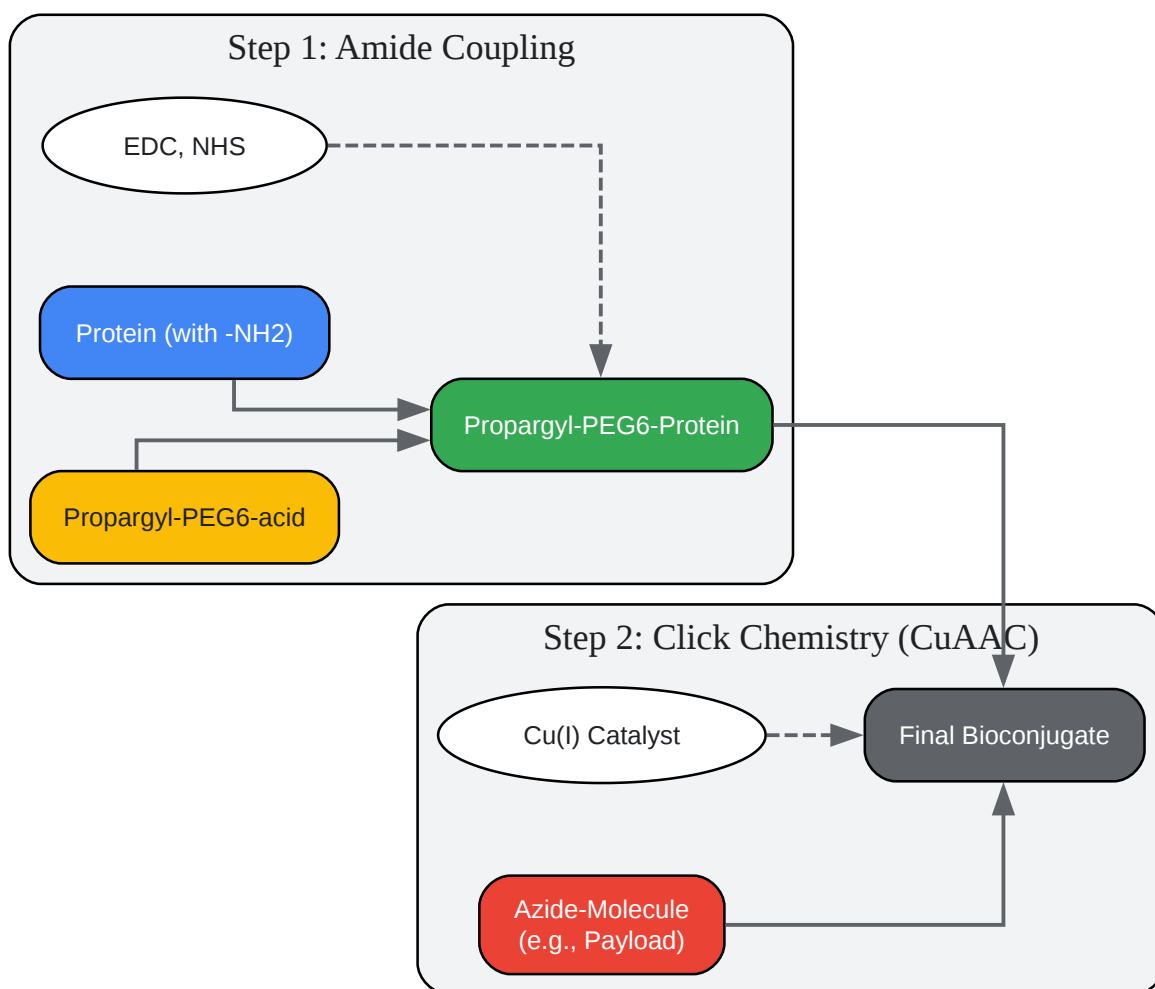 Step 1: Amide Coupling
EDC, NHS
Protein (with -NH2)
Propargyl-PEG6-Protein
Propargyl-PEG6-acid
Step 2: Click Chemistry (CuAAC)
Cu(I) Catalyst
Final Bioconjugate
Azide-Molecule
(e.g., Payload)